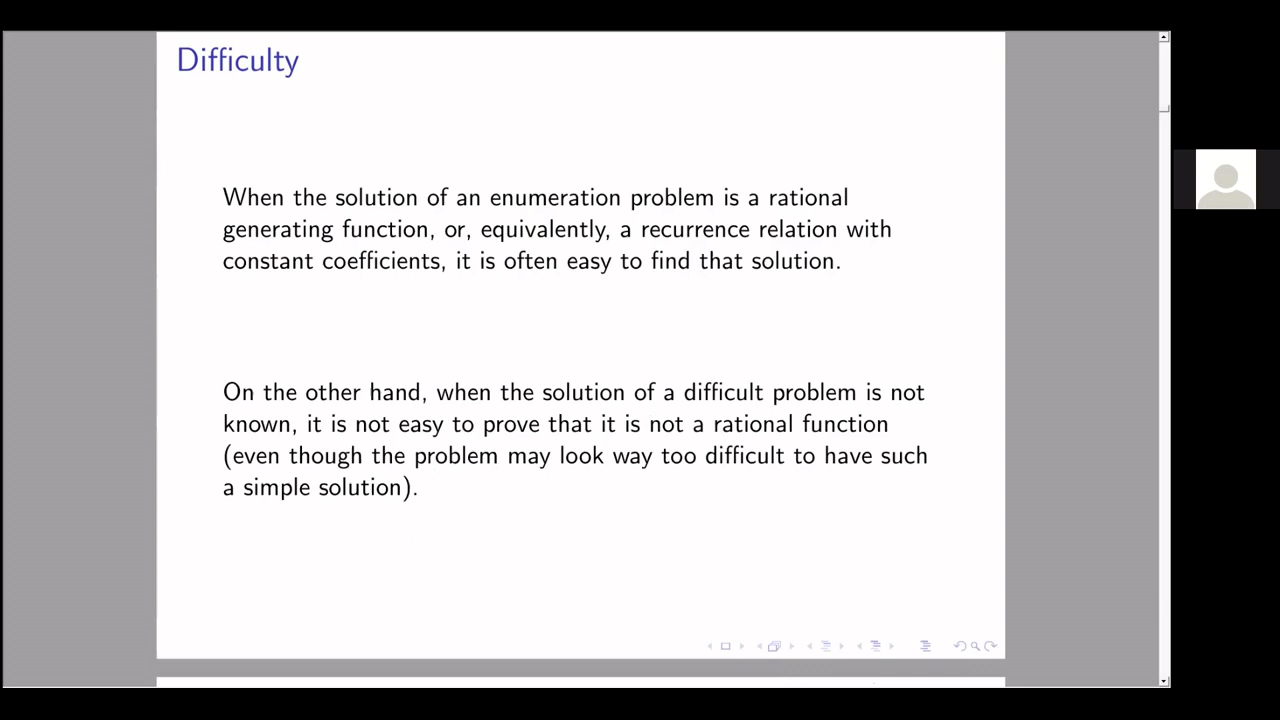 Difficulty
When the solution of an enumeration problem is a rational
generating function, or, equivalently, a recurrence relation with
constant coefficients, it is often easy to find that solution.
On the other hand, when the solution of a difficult problem is not
known, it is not easy to prove that it is not a rational function
(even though the problem may look way too difficult to have such
a simple solution).